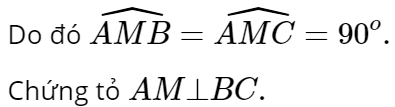 Do đó $\widehat{AMB} = \widehat{AMC} = 90^o$.
Chứng tỏ $AM \perp BC$.